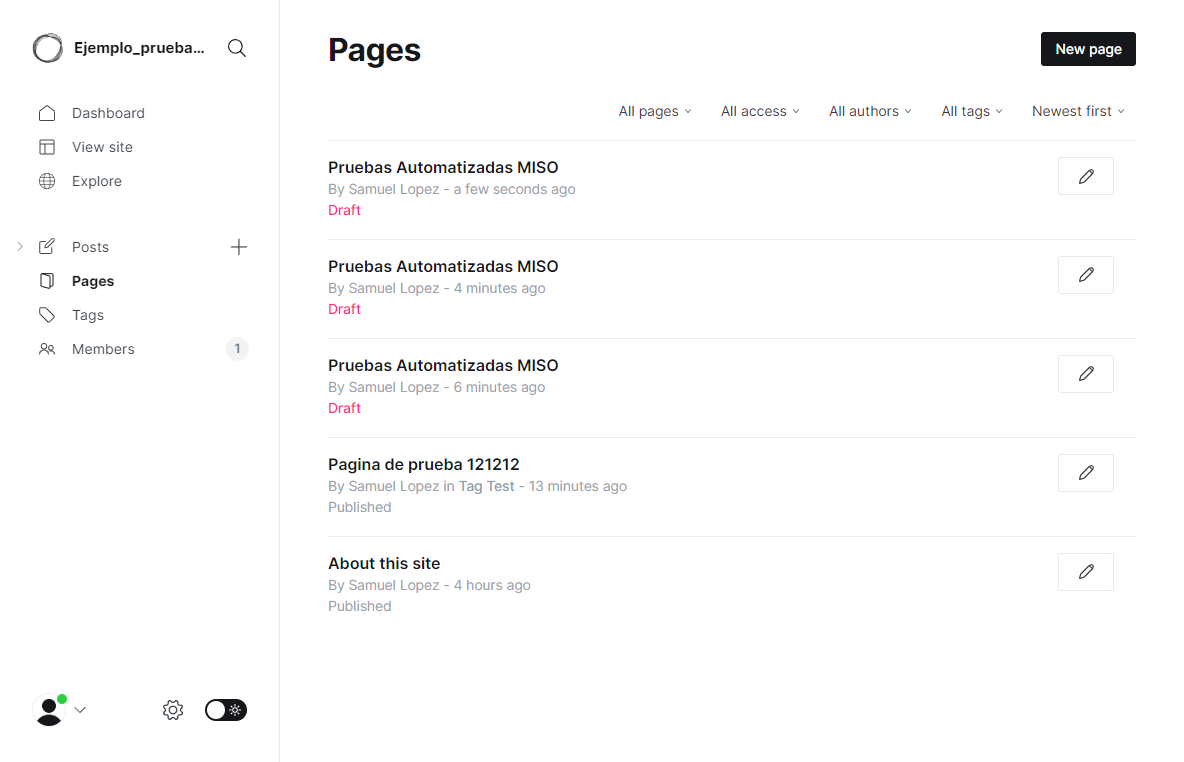 Ejemplo_prueba...
Dashboard
View site
Explore
Posts
Pages
Tags
Members
1
Pages
New page
All pages
All access
All authors
All tags
Newest first
Pruebas Automatizadas MISO
By Samuel Lopez - a few seconds ago
Draft
Pruebas Automatizadas MISO
By Samuel Lopez - 4 minutes ago
Draft
Pruebas Automatizadas MISO
By Samuel Lopez - 6 minutes ago
Draft
Pagina de prueba 121212
By Samuel Lopez in Tag Test - 13 minutes ago
Published
About this site
By Samuel Lopez - 4 hours ago
Published